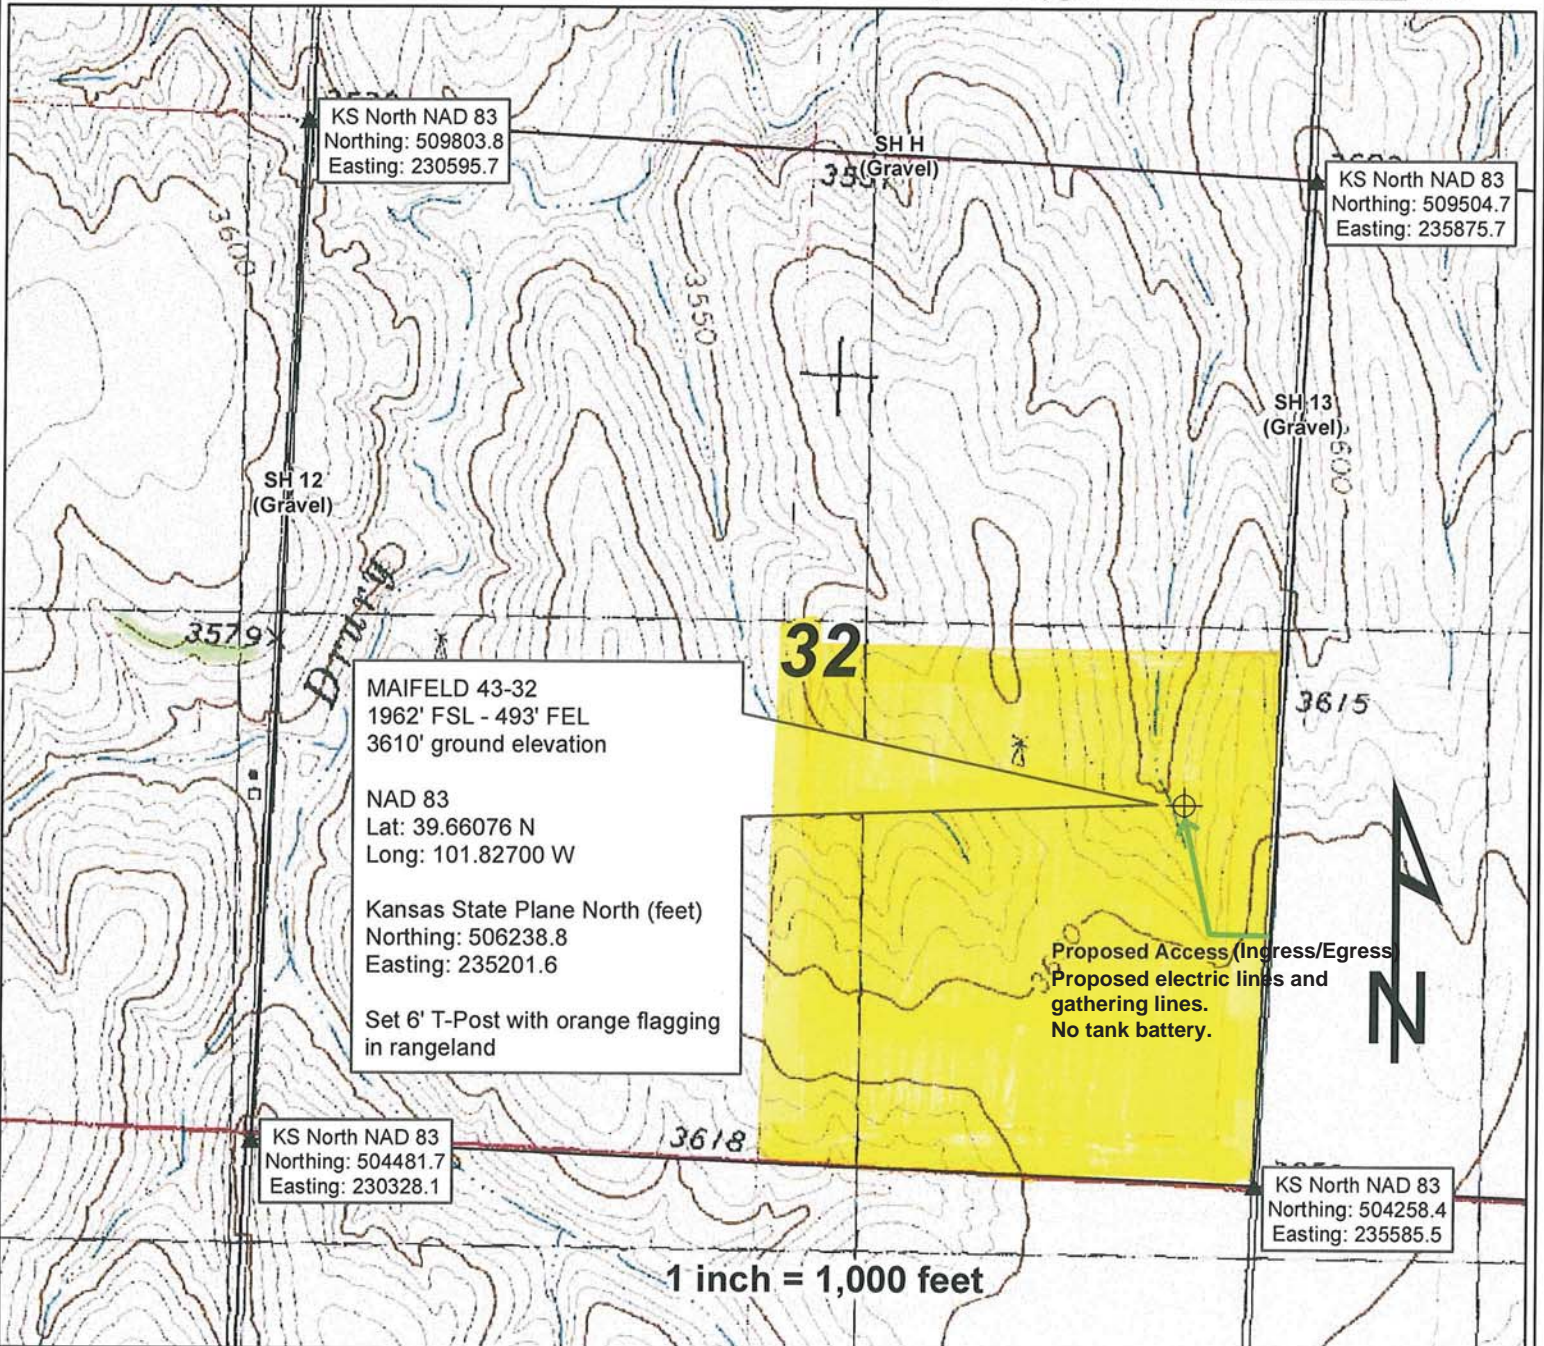 KS North NAD 83
Northing: 509803.8
Easting: 230595.7
SH H
(Gravel)
KS North NAD 83
Northing: 509504.7
Easting: 235875.7
3600
3550
SH 13
(Gravel)
600
SH 12
(Gravel)
3579
Drury
32
3615
MAIFELD 43-32
1962' FSL - 493' FEL
3610' ground elevation
NAD 83
Lat: 39.66076 N
Long: 101.82700 W
Kansas State Plane North (feet)
Northing: 506238.8
Easting: 235201.6
Set 6' T-Post with orange flagging
in rangeland
Proposed Access (Ingress/Egress)
Proposed electric lines and
gathering lines.
No tank battery.
N
KS North NAD 83
Northing: 504481.7
Easting: 230328.1
3618
KS North NAD 83
Northing: 504258.4
Easting: 235585.5
1 inch = 1,000 feet